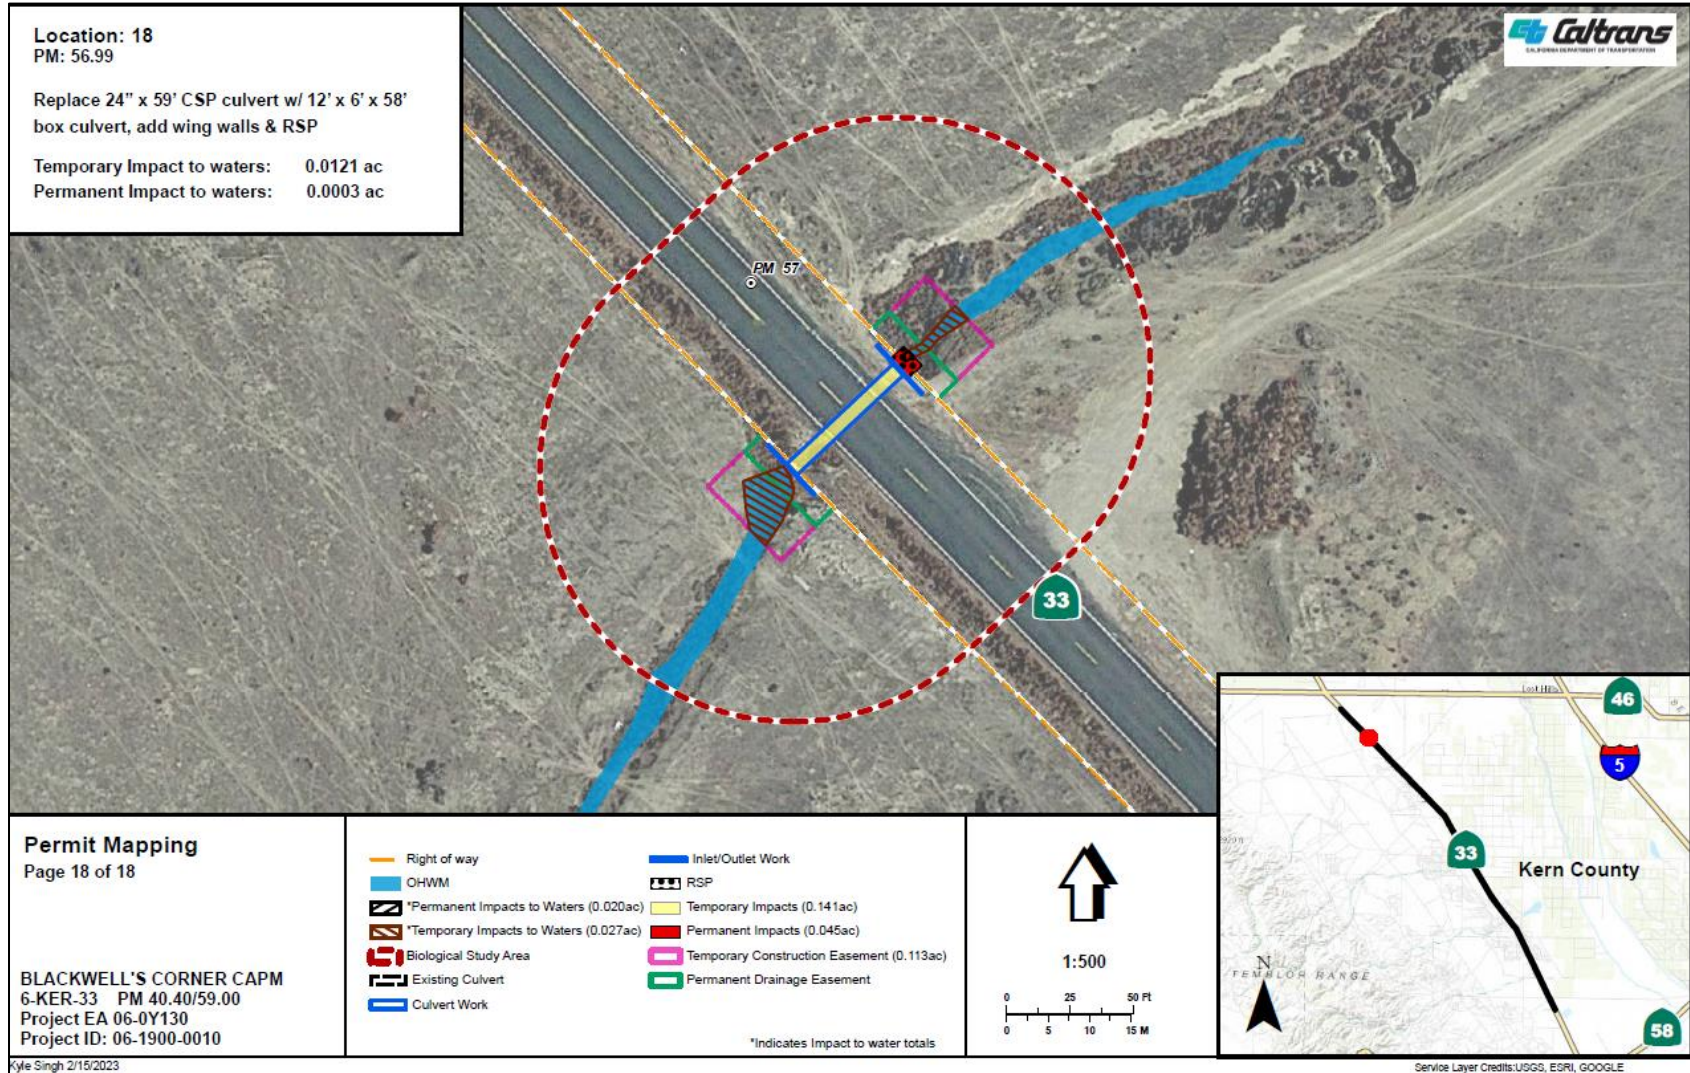 Location: 18
PM: 56.99
Replace 24" x 59' CSP culvert w/ 12' x 6' x 58'
box culvert, add wing walls & RSP
Temporary Impact to waters: 0.0121 ac
Permanent Impact to waters: 0.0003 ac
Caltrans
CALIFORNIA DEPARTMENT OF TRANSPORTATION
PM 57
33
Permit Mapping
Page 18 of 18
BLACKWELL'S CORNER CAPM
6-KER-33 PM 40.40/59.00
Project EA 06-0Y130
Project ID: 06-1900-0010
Right of way
OHWM
*Permanent Impacts to Waters (0.020ac)
*Temporary Impacts to Waters (0.027ac)
Biological Study Area
Existing Culvert
Culvert Work
Inlet/Outlet Work
RSP
Temporary Impacts (0.141ac)
Permanent Impacts (0.045ac)
Temporary Construction Easement (0.113ac)
Permanent Drainage Easement
*Indicates Impact to water totals
1:500
0 25 50 Ft
0 5 10 15 M
Lost Hills
46
5
33
Kern County
N
TEMBLOR RANGE
58
Kyle Singh 2/15/2023
Service Layer Credits:USGS, ESRI, GOOGLE